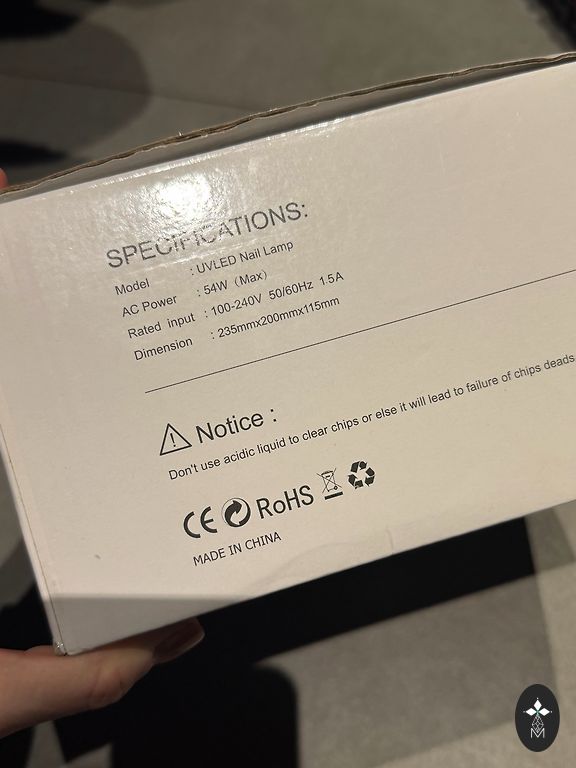 SPECIFICATIONS:
Model : UVLED Nail Lamp
AC Power : 54W（Max）
Rated input : 100-240V 50/60Hz 1.5A
Dimension : 235mmx200mmx115mm
Notice :
Don't use acidic liquid to clear chips or else it will lead to failure of chips deads
CE RoHS
MADE IN CHINA
M